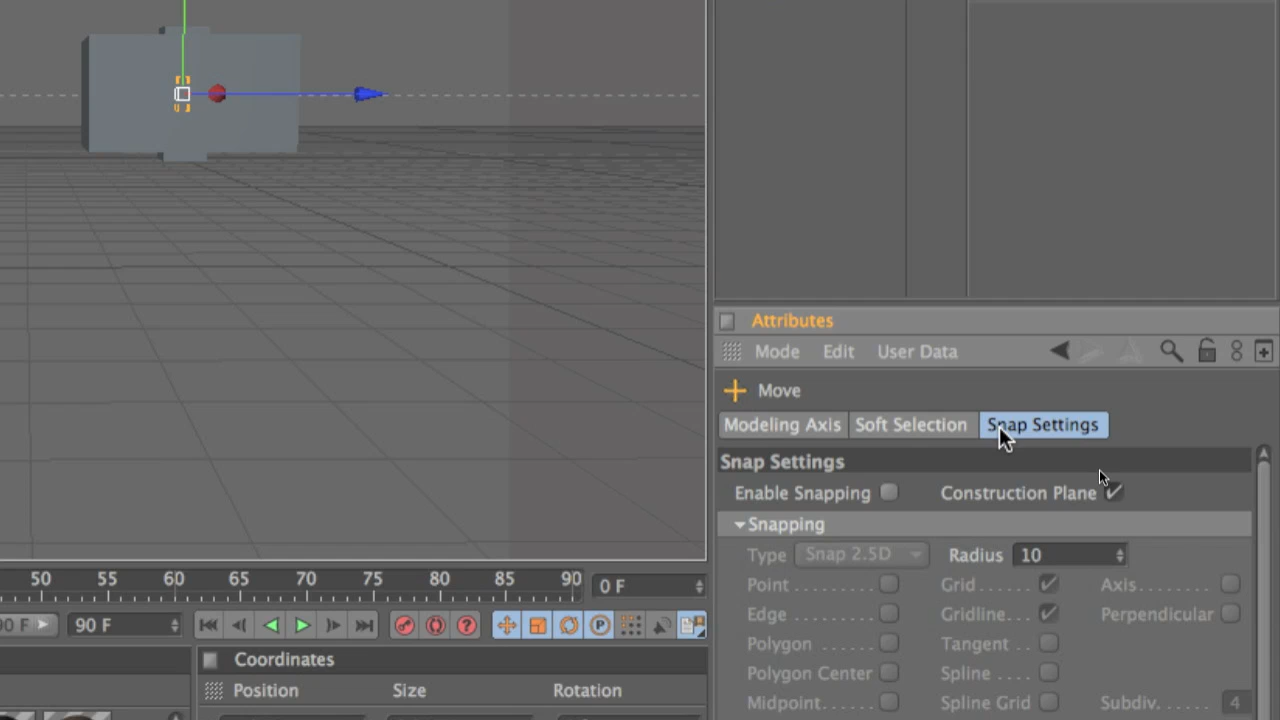 Attributes
Mode Edit User Data
Move
Modeling Axis Soft Selection Snap Settings
Snap Settings
Enable Snapping Construction Plane
Snapping
Type Snap 2.5D Radius 10
Point . . . . . . . . . . Grid . . . . . . Axis. . . . . . . . .
Edge . . . . . . . . . . Gridline. . . Perpendicular
Polygon . . . . . . . Tangent . .
Polygon Center Spline . . . .
Midpoint. . . . . . . Spline Grid Subdiv. . . . . . 4
50 55 60 65 70 75 80 85 90 0 F
90 F 90 F
Coordinates
Position Size Rotation